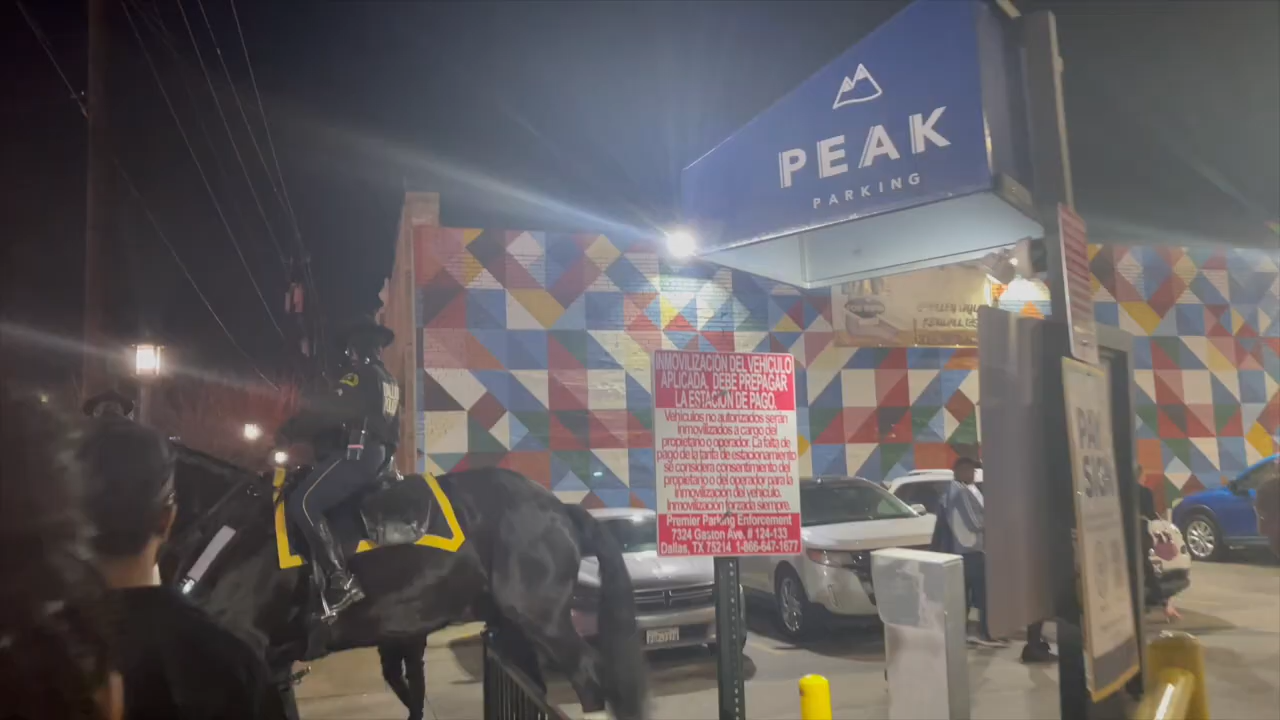 PEAK
PARKING
INMOVILIZACIÓN DEL VEHÍCULO
APLICADA. DEBE PREPAGAR
LA ESTACIÓN DE PAGO.
Vehículos no autorizados serán
inmovilizados a cargo del
propietario o operador. La falta de
pago de la tarifa de estacionamiento
se considera consentimiento del
propietario o del operador para la
inmovilización del vehículo.
Inmovilización forzada siempre.
Premier Parking Enforcement
7324 Gaston Ave. # 124-133
Dallas, TX 75214 1-866-647-1677